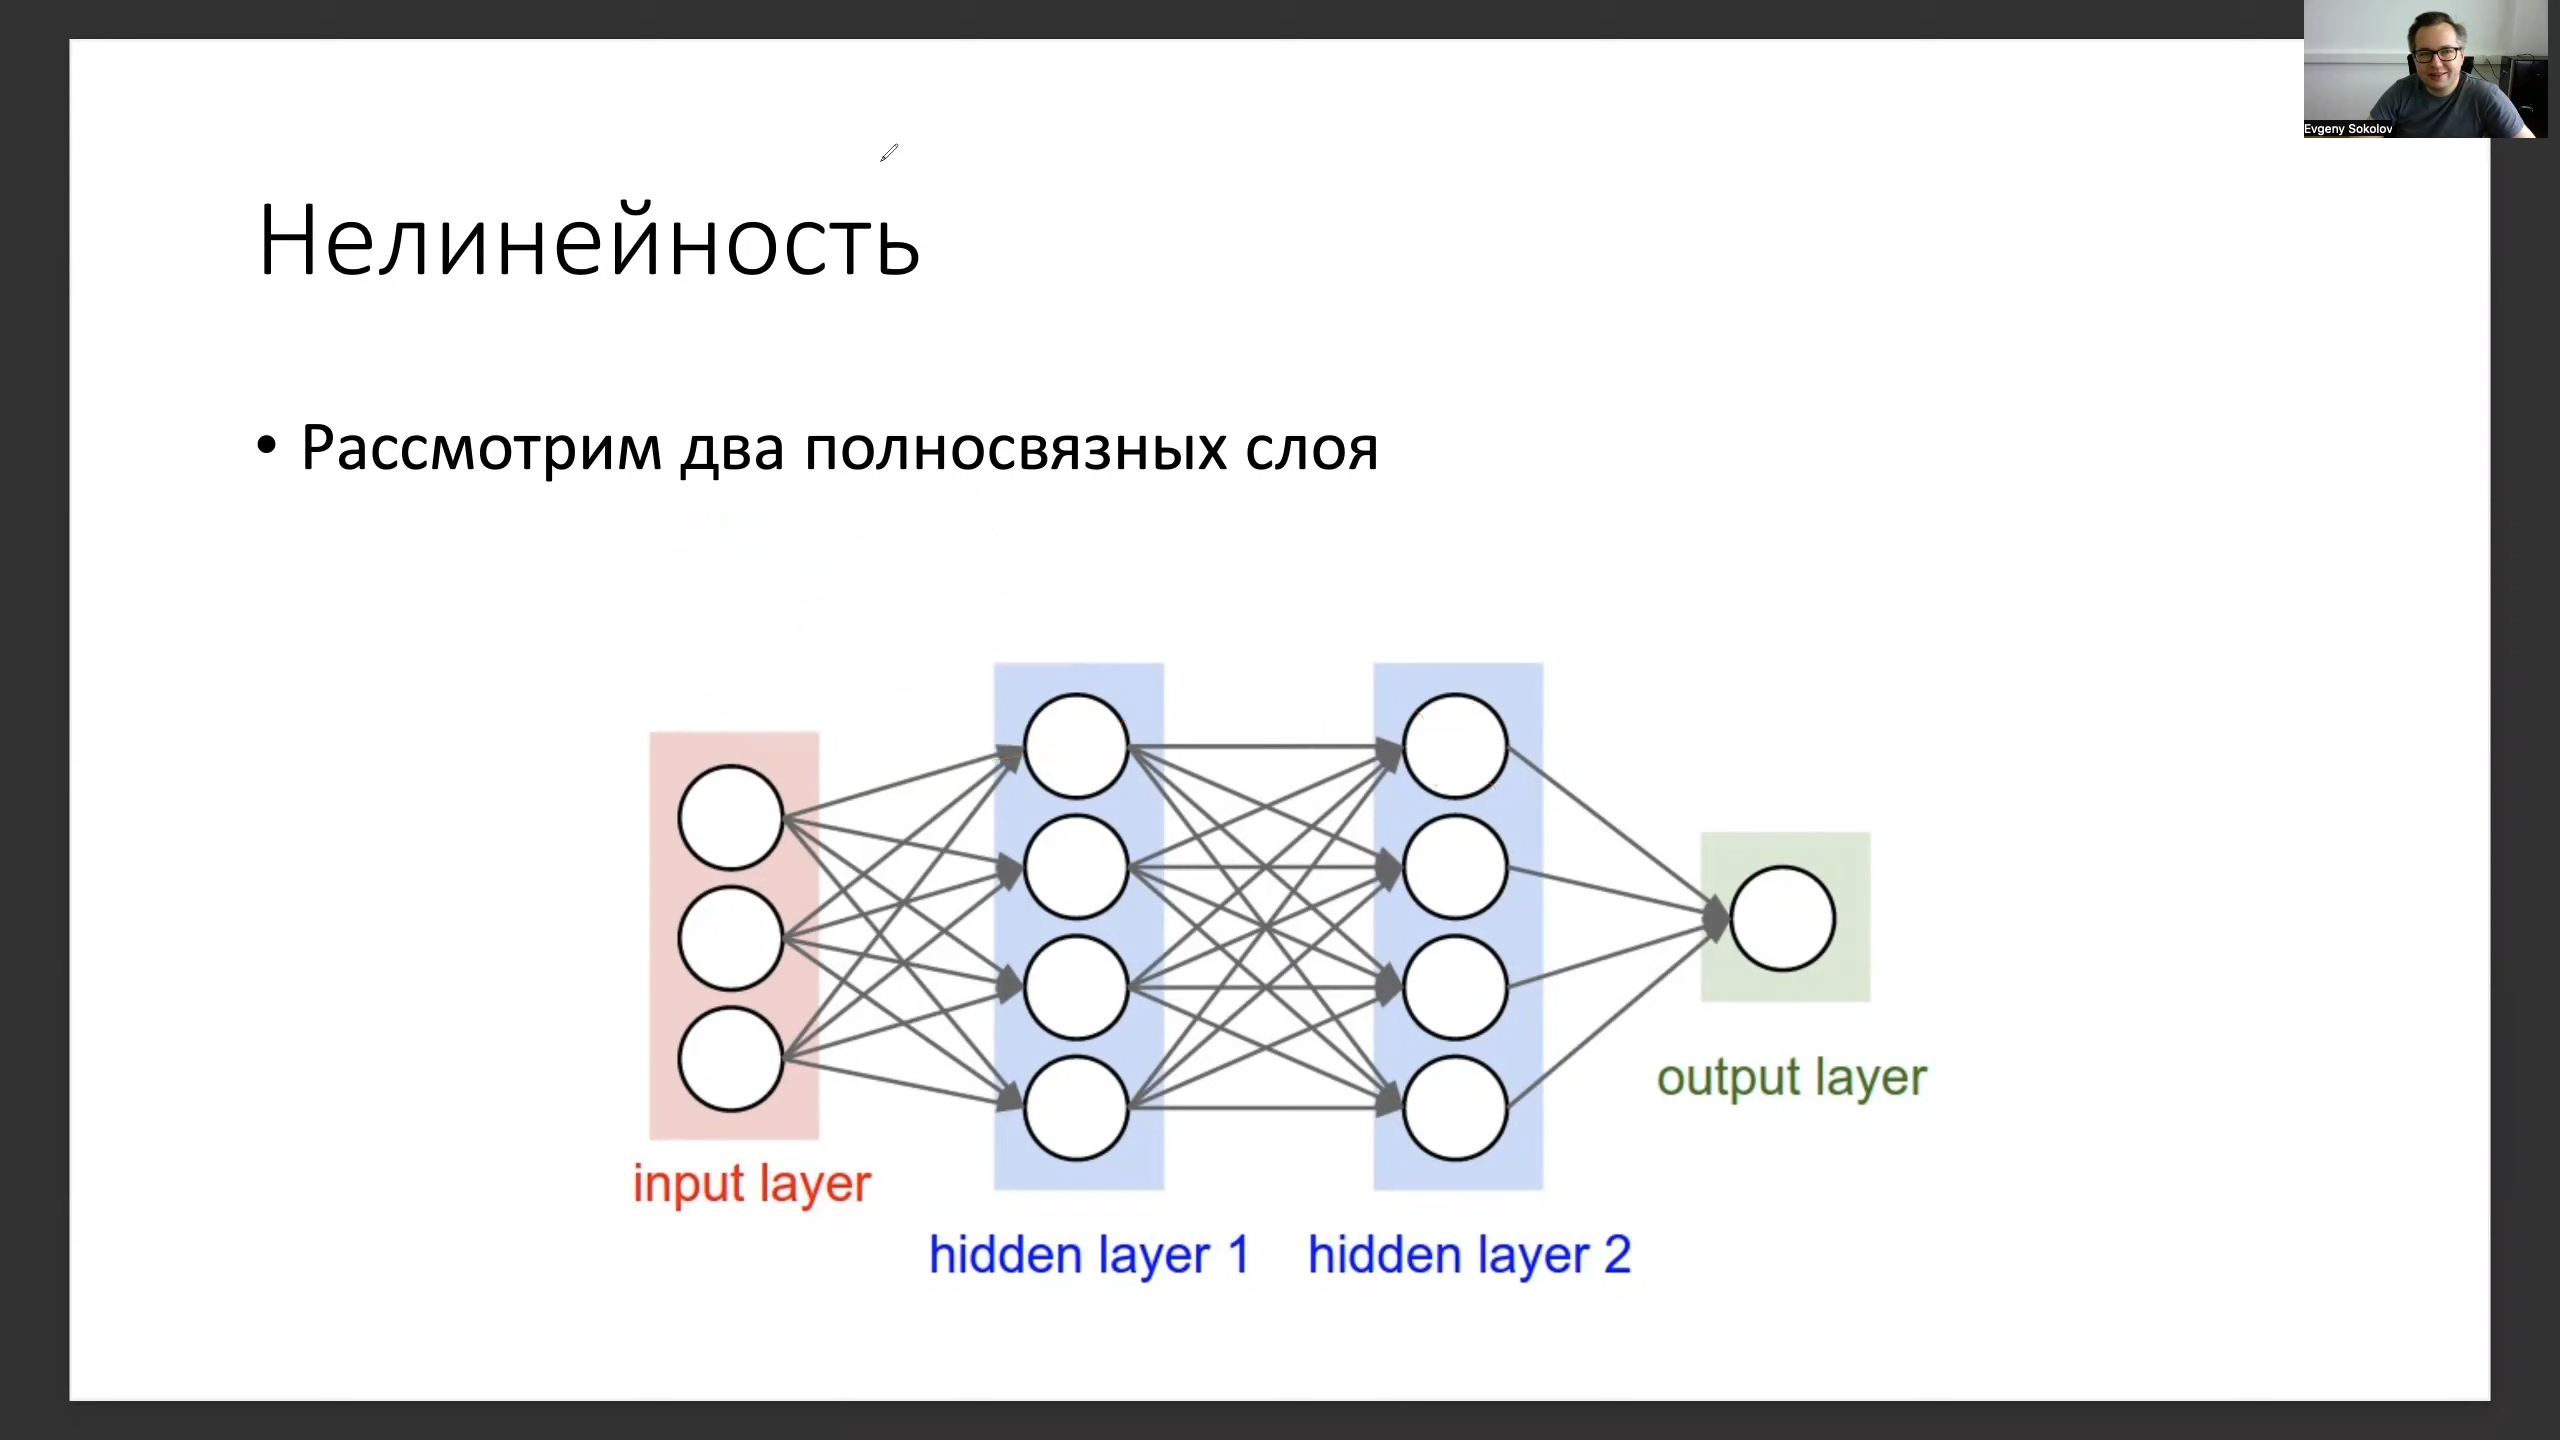 Evgeny Sokolov
Нелинейность
• Рассмотрим два полносвязных слоя
output layer
input layer
hidden layer 1
hidden layer 2